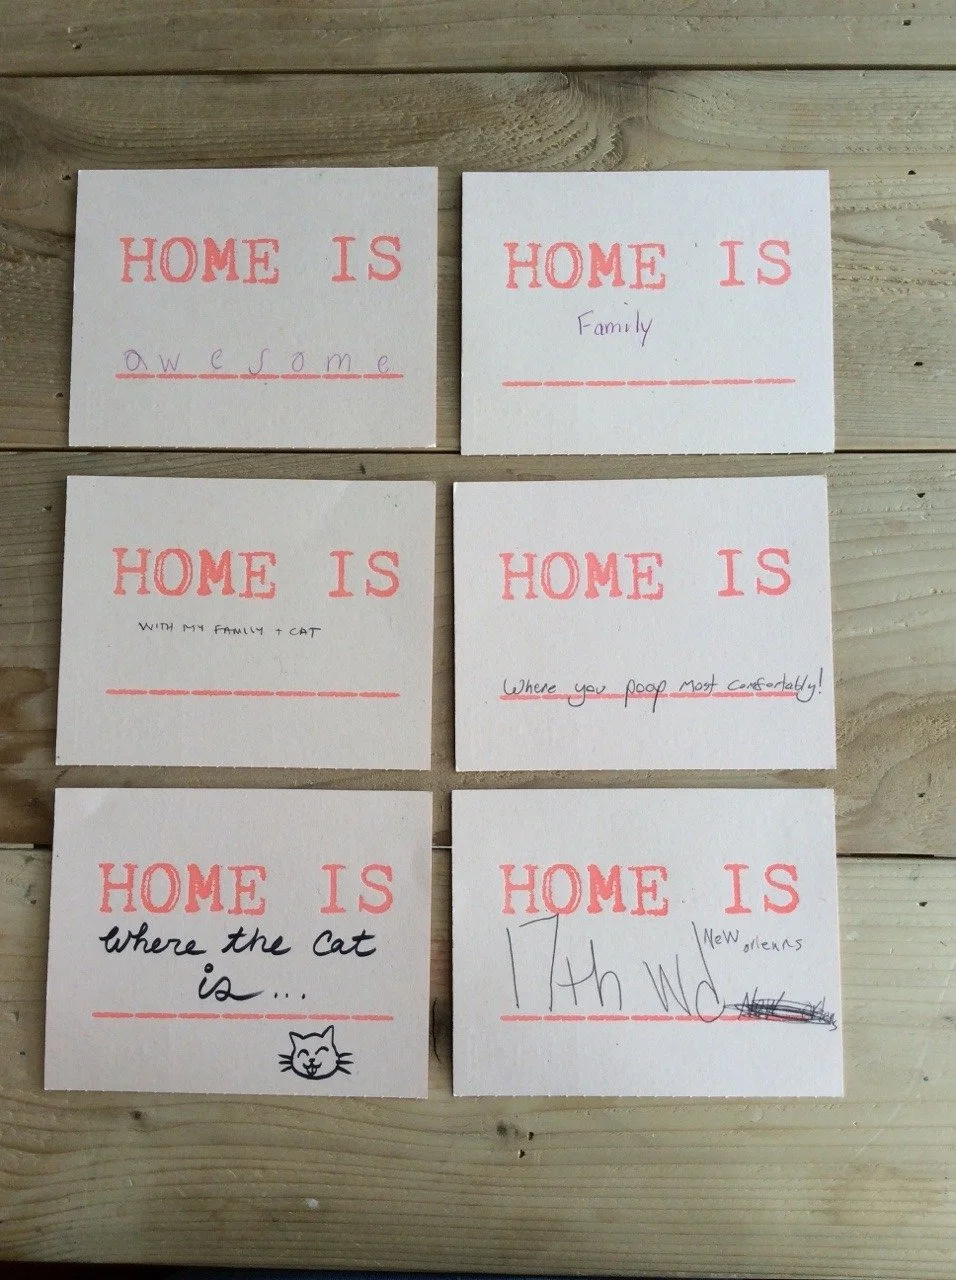 HOME IS
awesome
HOME IS
Family
HOME IS
WITH MY FAMILY + CAT
HOME IS
Where you poop most comfortably!
HOME IS
Where the cat
is...
HOME IS
17th Wd New orleans